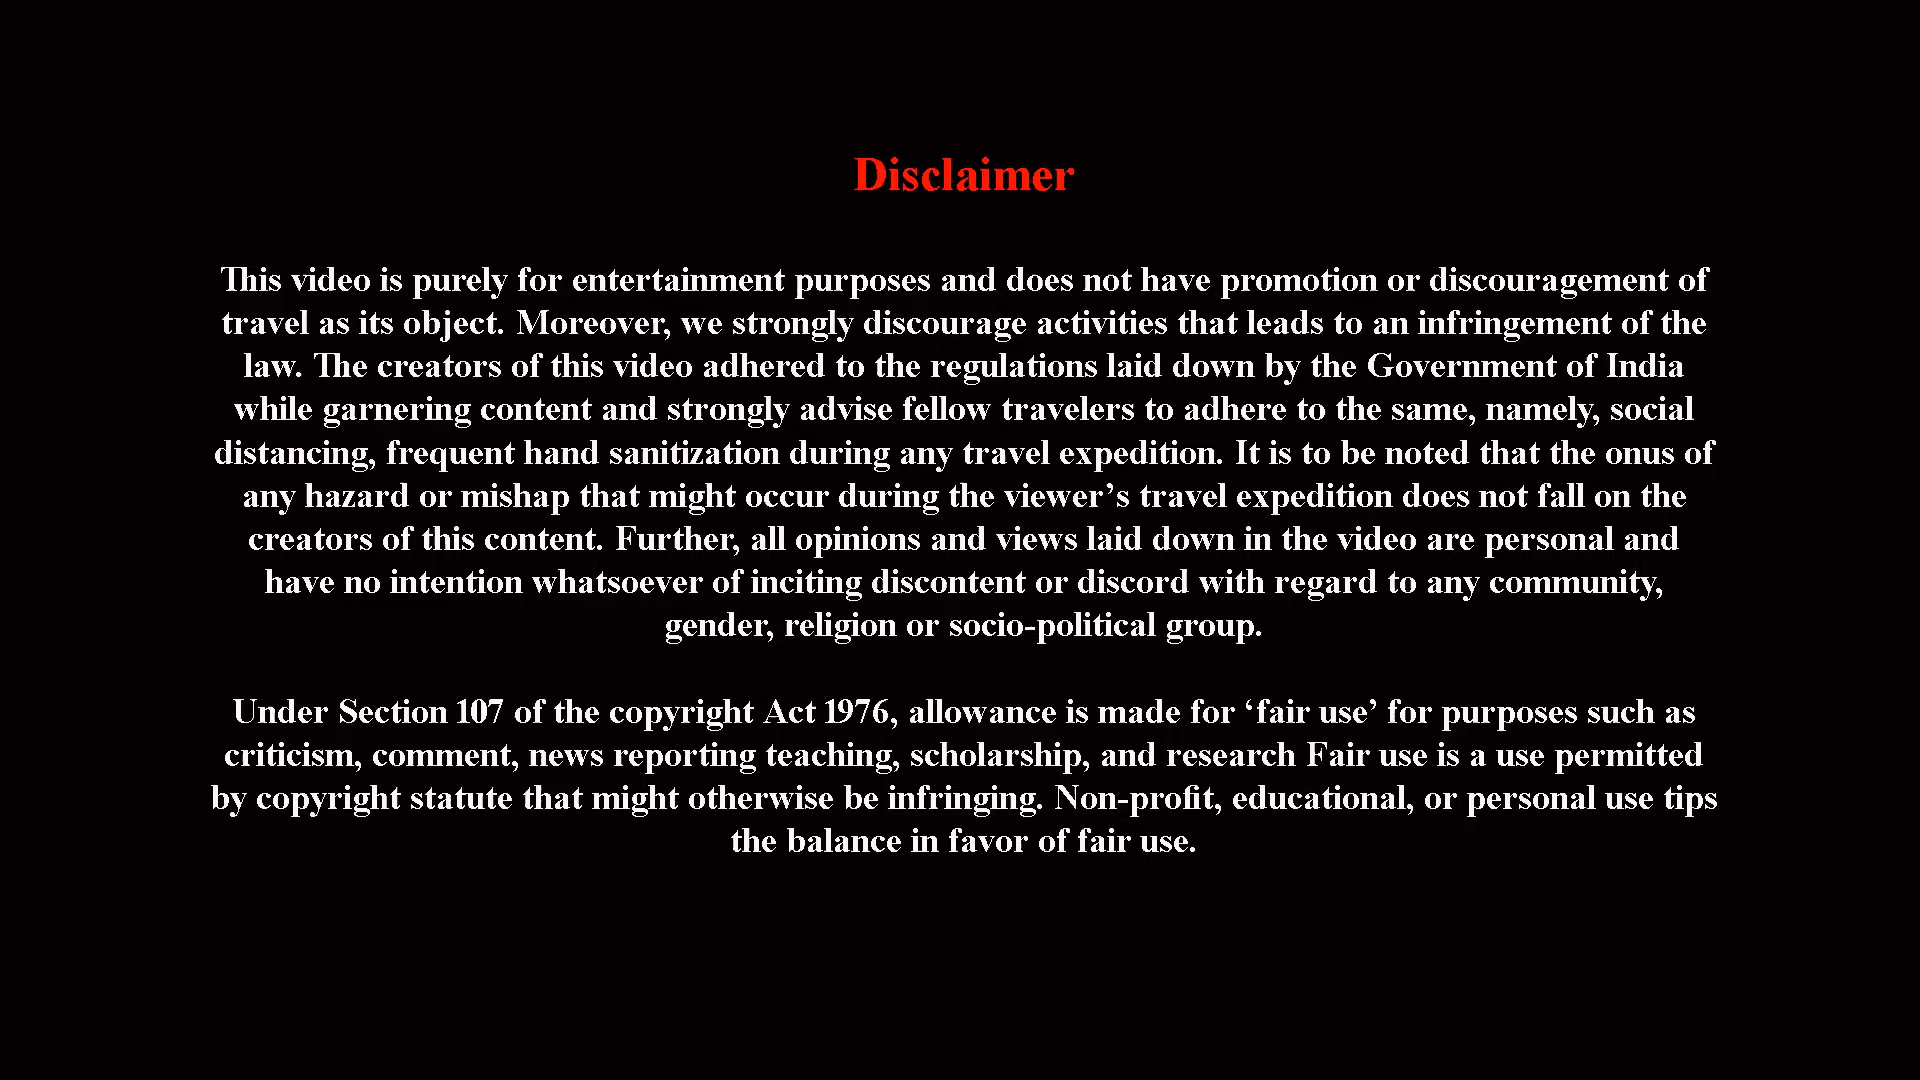 Disclaimer
This video is purely for entertainment purposes and does not have promotion or discouragement of
travel as its object. Moreover, we strongly discourage activities that leads to an infringement of the
law. The creators of this video adhered to the regulations laid down by the Government of India
while garnering content and strongly advise fellow travelers to adhere to the same, namely, social
distancing, frequent hand sanitization during any travel expedition. It is to be noted that the onus of
any hazard or mishap that might occur during the viewer’s travel expedition does not fall on the
creators of this content. Further, all opinions and views laid down in the video are personal and
have no intention whatsoever of inciting discontent or discord with regard to any community,
gender, religion or socio-political group.
Under Section 107 of the copyright Act 1976, allowance is made for ‘fair use’ for purposes such as
criticism, comment, news reporting teaching, scholarship, and research Fair use is a use permitted
by copyright statute that might otherwise be infringing. Non-profit, educational, or personal use tips
the balance in favor of fair use.